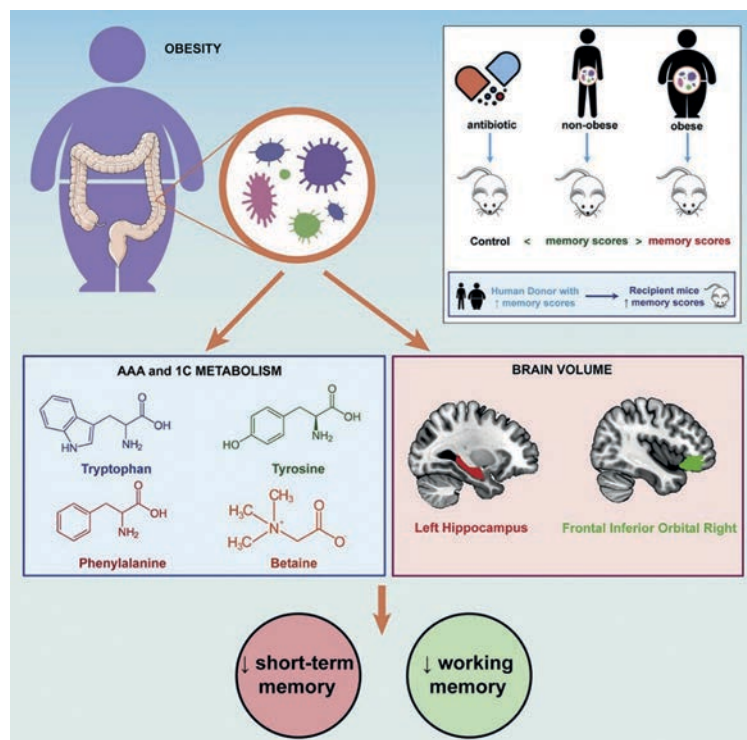 OBESITY
antibiotic non-obese obese
Control < memory scores > memory scores
Human Donor with
↑ memory scores
Recipient mice
↑ memory scores
AAA and 1C METABOLISM
O
OH
NH₂
HN
Tryptophan
O
OH
NH₂
HO
Tyrosine
O
OH
NH₂
Phenylalanine
CH₃
H₃C
N⁺
CH₃
O
O⁻
Betaine
BRAIN VOLUME
Left Hippocampus
Frontal Inferior Orbital Right
↓ short-term
memory
↓ working
memory